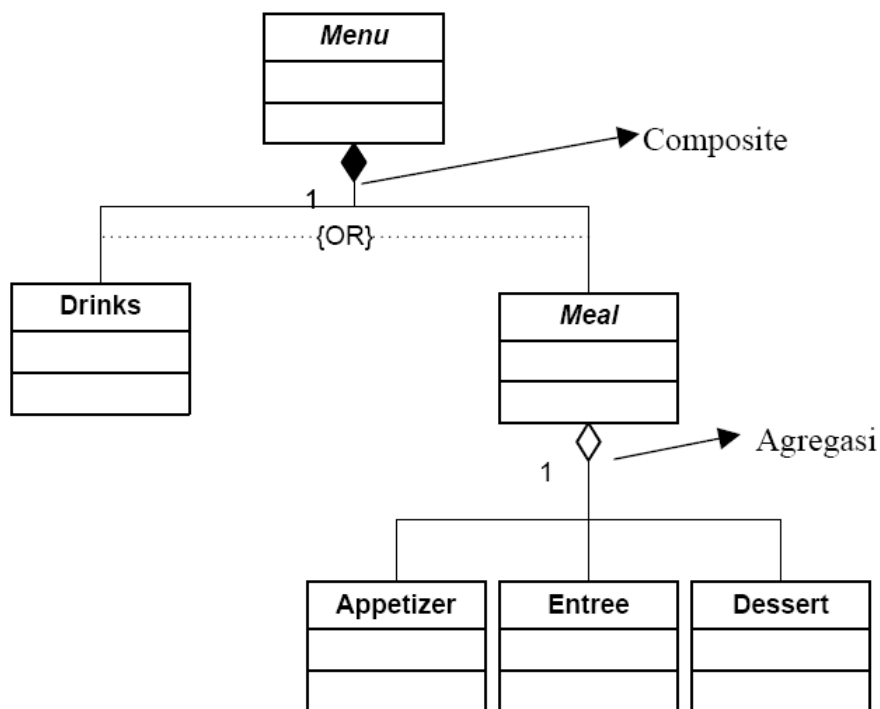 Menu
Composite
1
{OR}
Drinks
Meal
Agregasi
1
Appetizer
Entree
Dessert